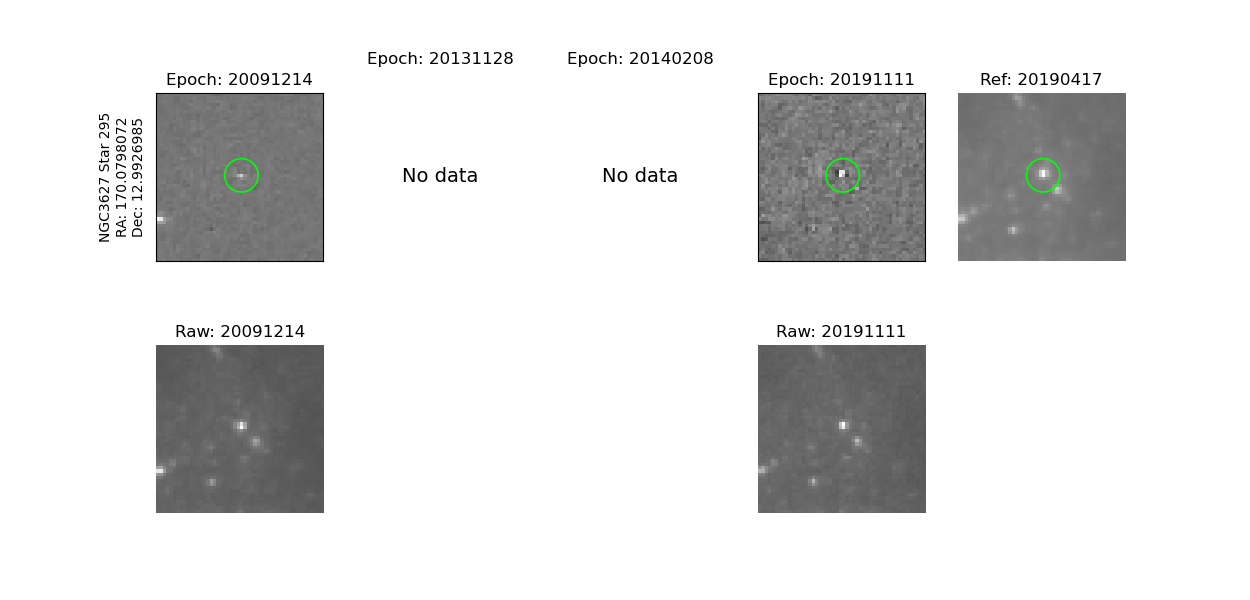 Epoch: 20131128
Epoch: 20140208
Epoch: 20091214
Epoch: 20191111
Ref: 20190417
NGC3627 Star 295
RA: 170.0798072
Dec: 12.9926985
No data
No data
Raw: 20091214
Raw: 20191111